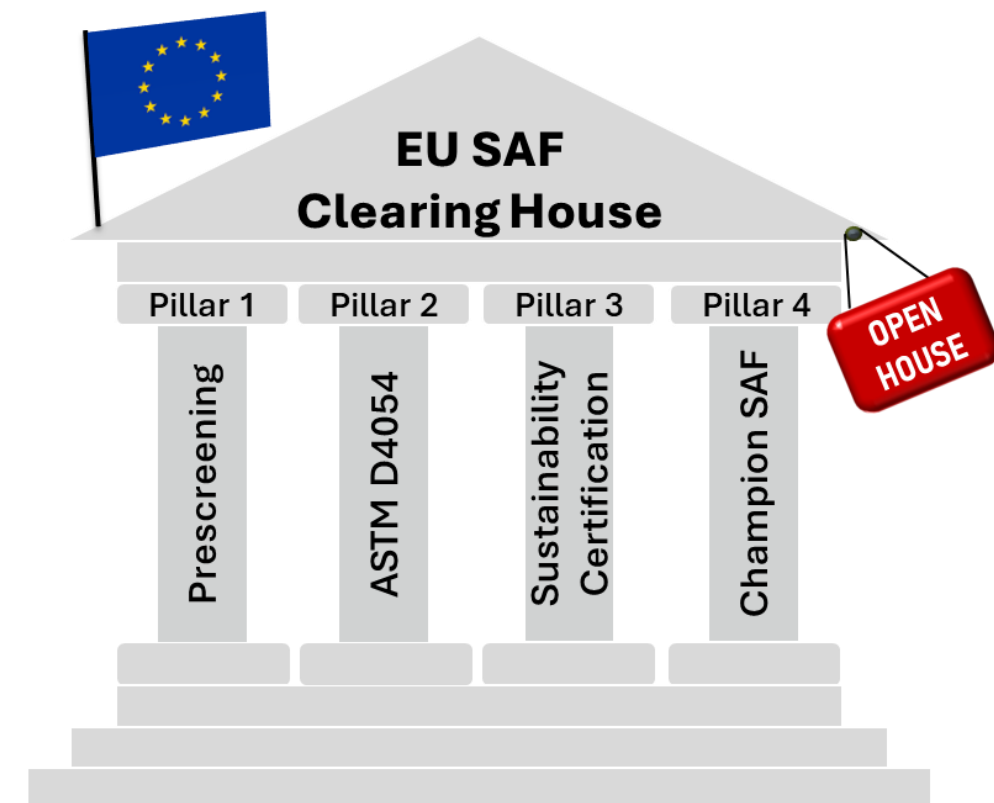 EU SAF
Clearing House
Pillar 1
Pillar 2
Pillar 3
Pillar 4
OPEN
HOUSE
Prescreening
ASTM D4054
Sustainability
Certification
Champion SAF